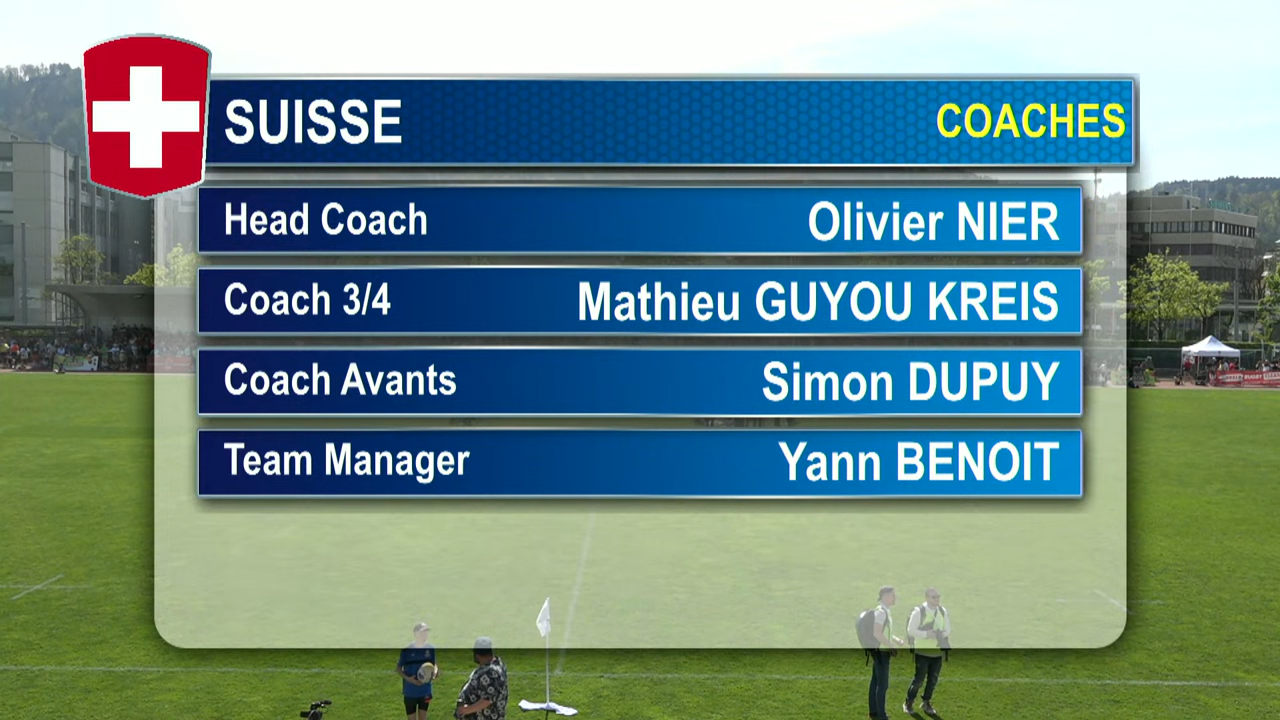 SUISSE COACHES
Head Coach Olivier NIER
Coach 3/4 Mathieu GUYOU KREIS
Coach Avants Simon DUPUY
Team Manager Yann BENOIT